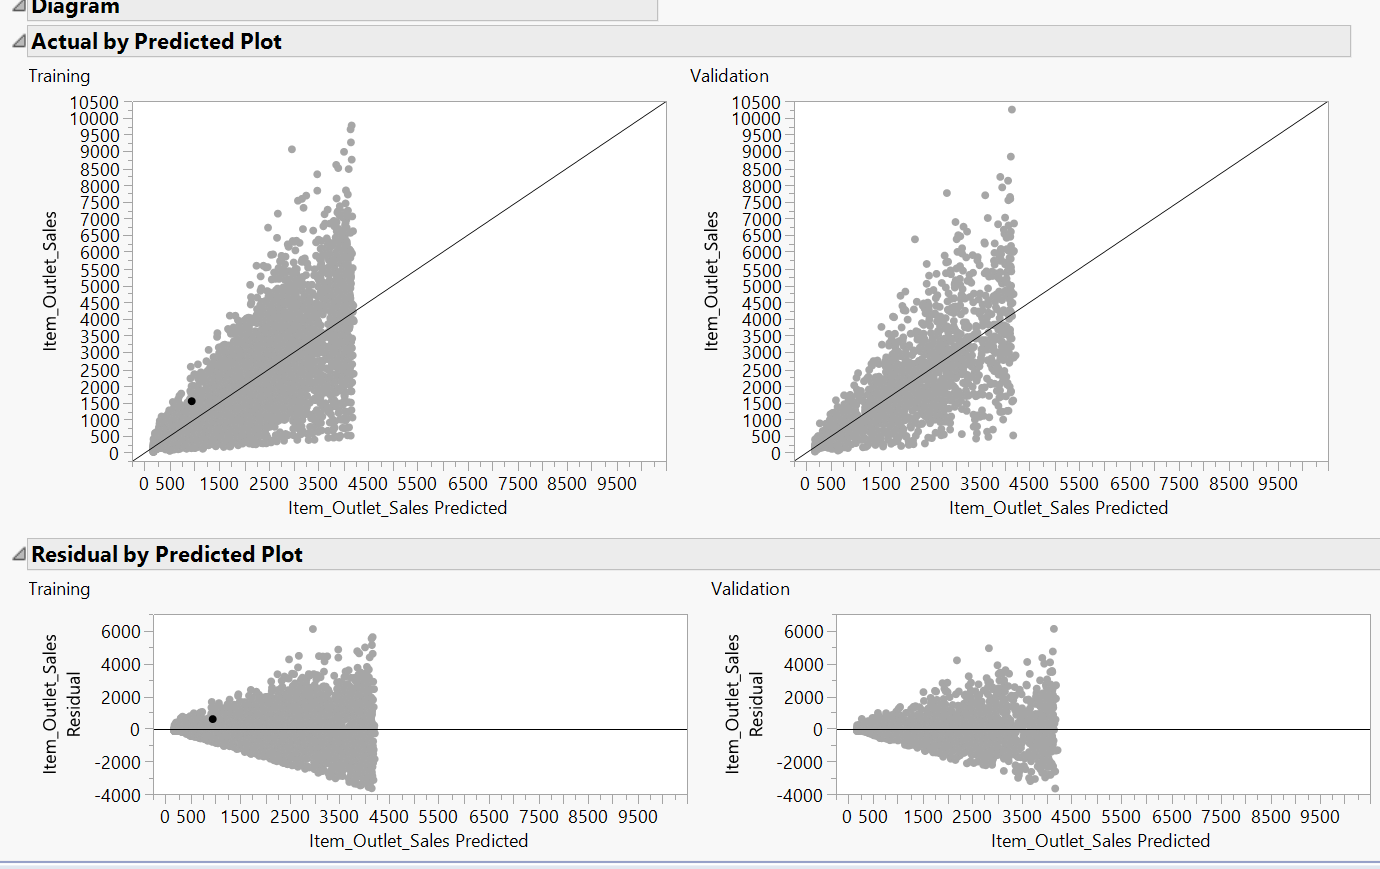 Diagram
Actual by Predicted Plot
Training
Validation
Item_Outlet_Sales
10500
10000
9500
9000
8500
8000
7500
7000
6500
6000
5500
5000
4500
4000
3500
3000
2500
2000
1500
1000
500
0
0 500 1500 2500 3500 4500 5500 6500 7500 8500 9500
Item_Outlet_Sales Predicted
Item_Outlet_Sales
10500
10000
9500
9000
8500
8000
7500
7000
6500
6000
5500
5000
4500
4000
3500
3000
2500
2000
1500
1000
500
0
0 500 1500 2500 3500 4500 5500 6500 7500 8500 9500
Item_Outlet_Sales Predicted
Residual by Predicted Plot
Training
Validation
Item_Outlet_Sales
Residual
6000
4000
2000
0
-2000
-4000
0 500 1500 2500 3500 4500 5500 6500 7500 8500 9500
Item_Outlet_Sales Predicted
Item_Outlet_Sales
Residual
6000
4000
2000
0
-2000
-4000
0 500 1500 2500 3500 4500 5500 6500 7500 8500 9500
Item_Outlet_Sales Predicted